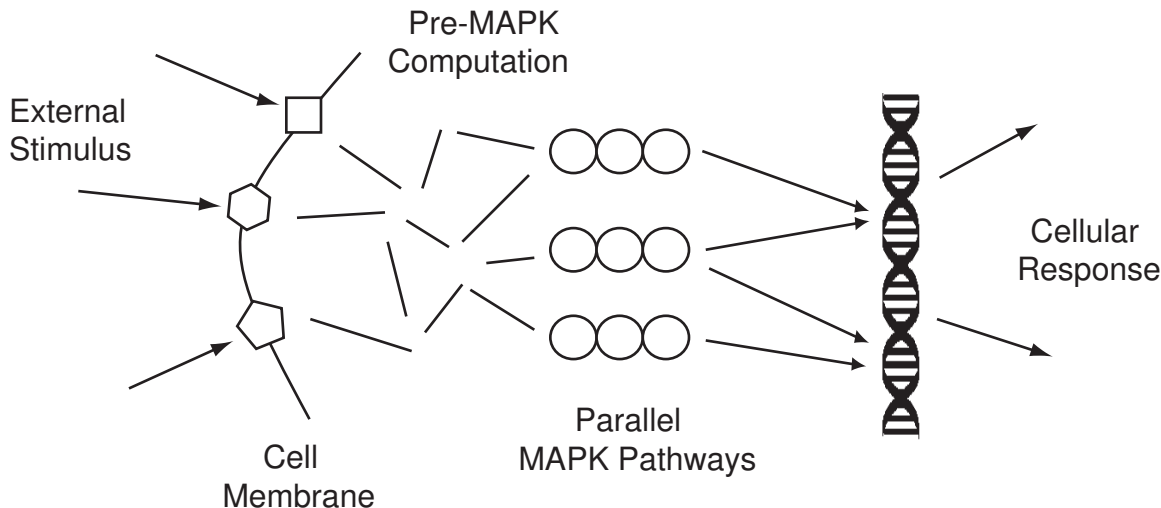 Pre-MAPK
Computation
External
Stimulus
Cellular
Response
Parallel
MAPK Pathways
Cell
Membrane